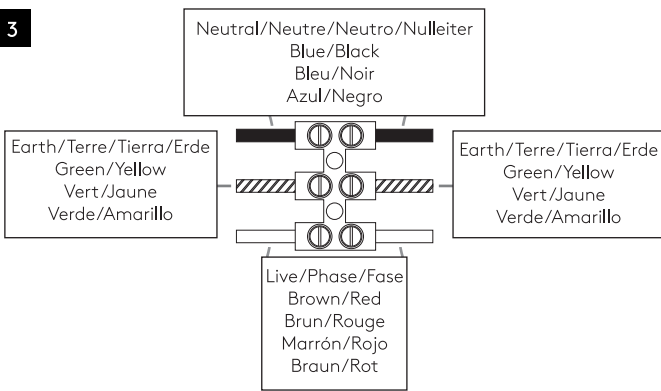 3
Neutral/Neutre/Neutro/Nulleiter
Blue/Black
Bleu/Noir
Azul/Negro
Earth/Terre/Tierra/Erde
Green/Yellow
Vert/Jaune
Verde/Amarillo
Earth/Terre/Tierra/Erde
Green/Yellow
Vert/Jaune
Verde/Amarillo
Live/Phase/Fase
Brown/Red
Brun/Rouge
Marrón/Rojo
Braun/Rot